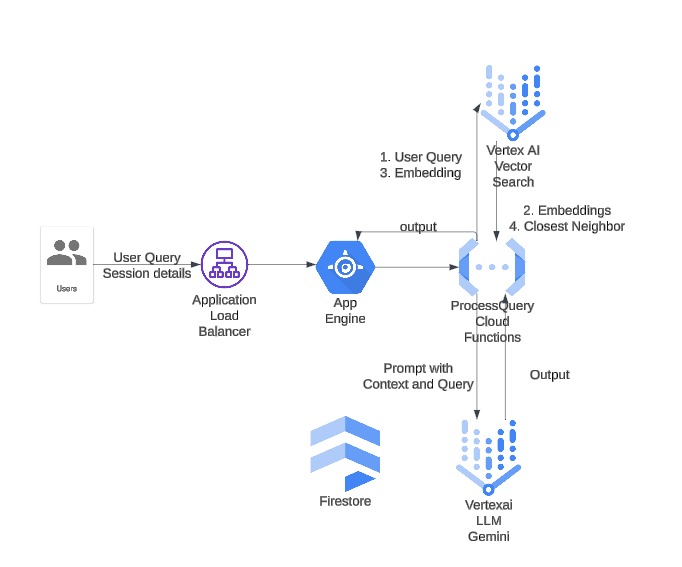 Vertex AI
Vector
Search
1. User Query
3. Embedding
2. Embeddings
4. Closest Neighbor
output
User Query
Session details
Users
Application
Load
Balancer
App
Engine
ProcessQuery
Cloud
Functions
Prompt with
Context and Query
Output
Firestore
Vertexai
LLM
Gemini